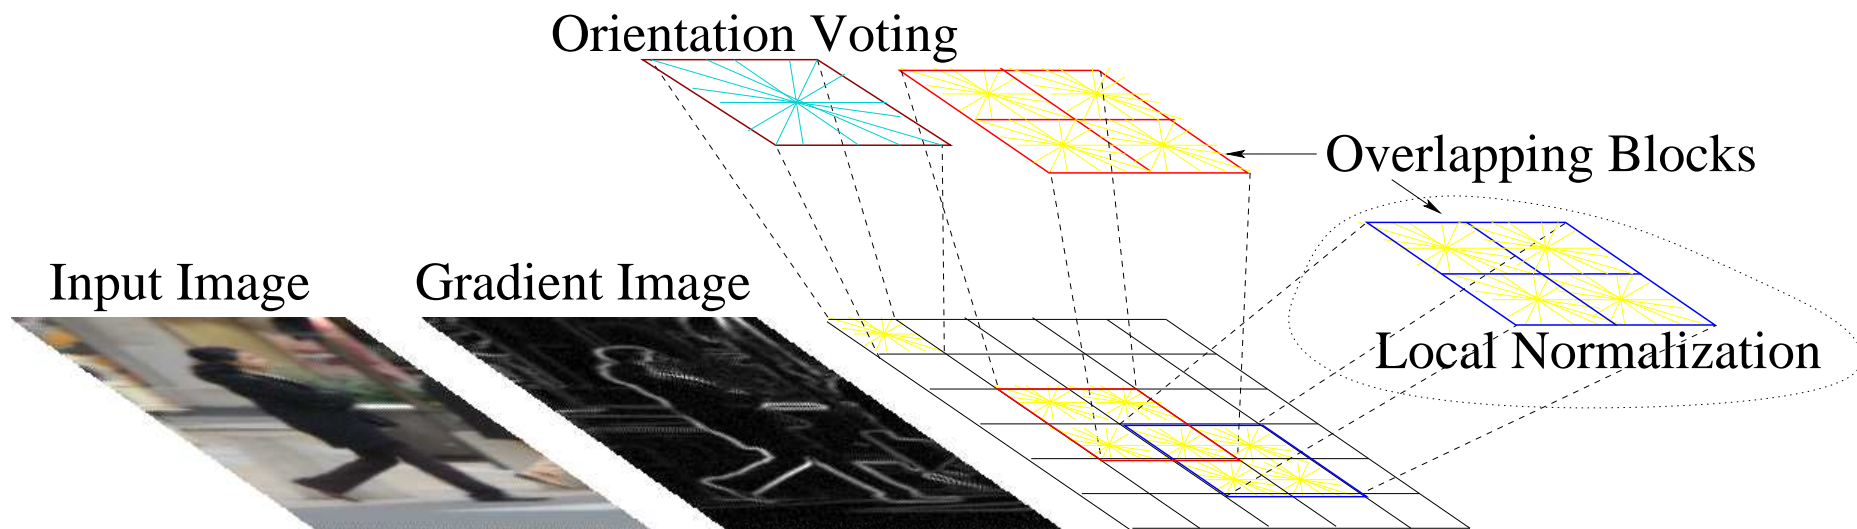 Orientation Voting
Overlapping Blocks
Input Image
Gradient Image
Local Normalization